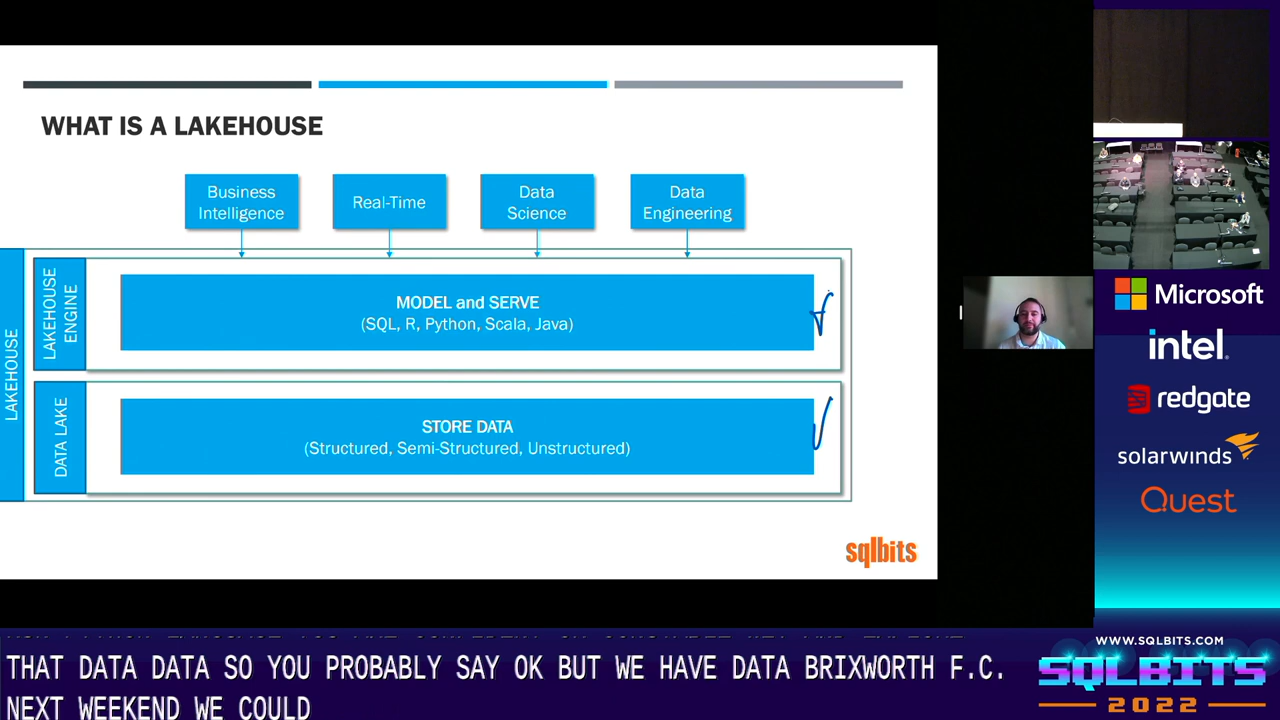 WHAT IS A LAKEHOUSE
Business
Intelligence
Real-Time
Data
Science
Data
Engineering
LAKEHOUSE
LAKEHOUSE
ENGINE
MODEL and SERVE
(SQL, R, Python, Scala, Java)
DATA LAKE
STORE DATA
(Structured, Semi-Structured, Unstructured)
sqlbits
Microsoft
intel.
redgate
solarwinds
Quest
WWW.SQLBITS.COM
SQLBITS
2022
THAT DATA DATA SO YOU PROBABLY SAY OK BUT WE HAVE DATA BRIXWORTH F.C.
NEXT WEEKEND WE COULD